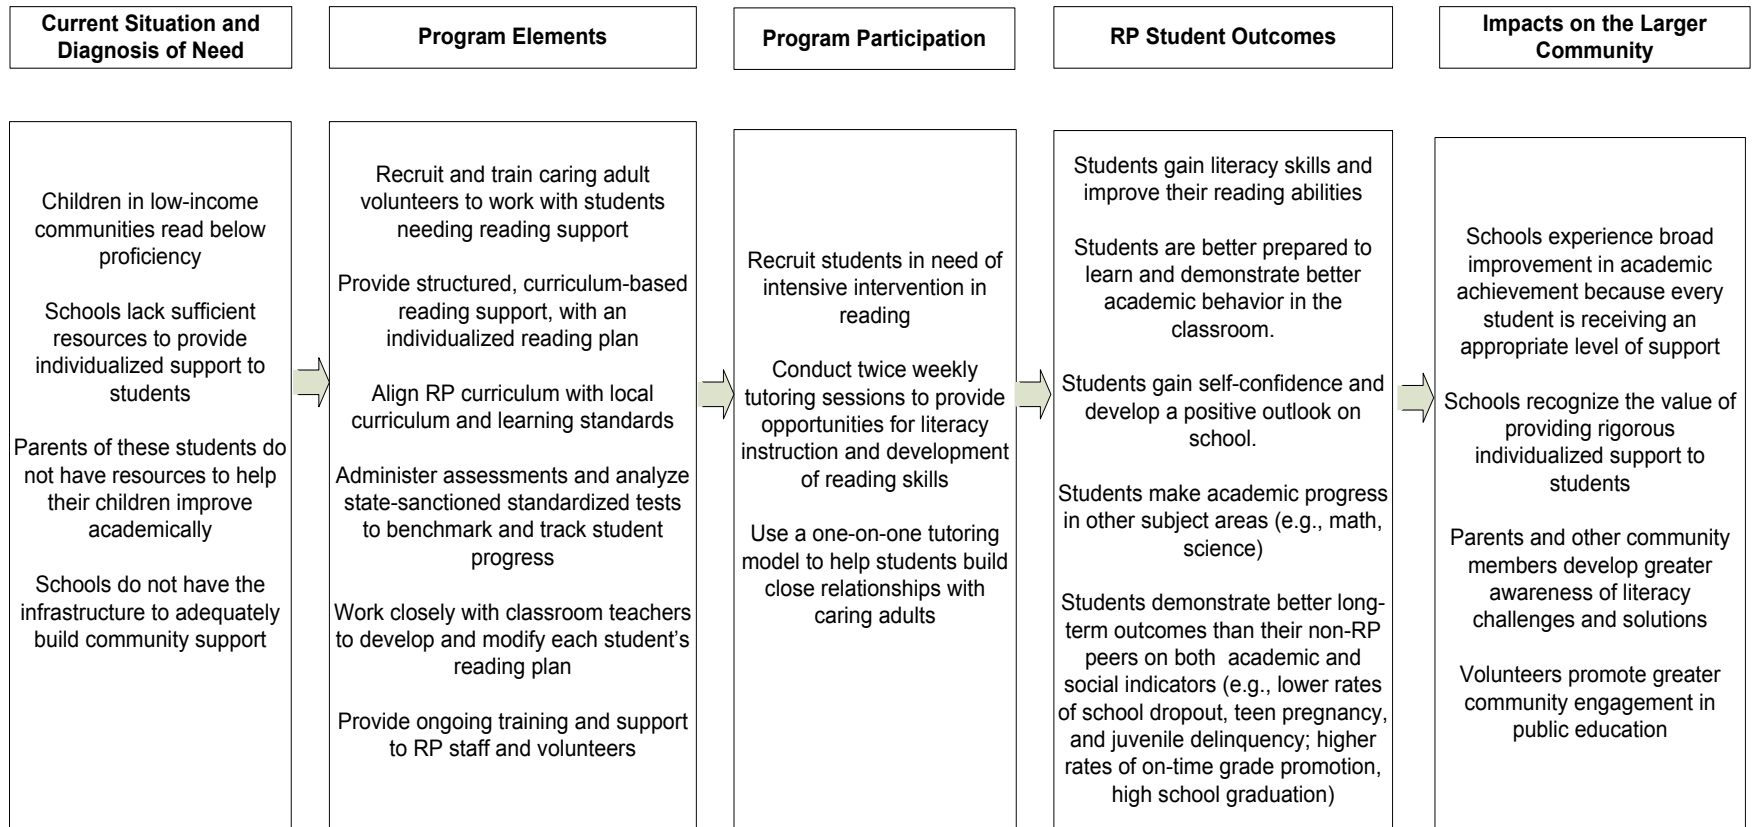 Current Situation and
Diagnosis of Need
Program Elements
Program Participation
RP Student Outcomes
Impacts on the Larger
Community
Children in low-income
communities read below
proficiency
Schools lack sufficient
resources to provide
individualized support to
students
Parents of these students do
not have resources to help
their children improve
academically
Schools do not have the
infrastructure to adequately
build community support
Recruit and train caring adult
volunteers to work with students
needing reading support
Provide structured, curriculum-based
reading support, with an
individualized reading plan
Align RP curriculum with local
curriculum and learning standards
Administer assessments and analyze
state-sanctioned standardized tests
to benchmark and track student
progress
Work closely with classroom teachers
to develop and modify each student's
reading plan
Provide ongoing training and support
to RP staff and volunteers
Recruit students in need of
intensive intervention in
reading
Conduct twice weekly
tutoring sessions to provide
opportunities for literacy
instruction and development
of reading skills
Use a one-on-one tutoring
model to help students build
close relationships with
caring adults
Students gain literacy skills and
improve their reading abilities
Students are better prepared to
learn and demonstrate better
academic behavior in the
classroom.
Students gain self-confidence and
develop a positive outlook on
school.
Students make academic progress
in other subject areas (e.g., math,
science)
Students demonstrate better long-
term outcomes than their non-RP
peers on both academic and
social indicators (e.g., lower rates
of school dropout, teen pregnancy,
and juvenile delinquency; higher
rates of on-time grade promotion,
high school graduation)
Schools experience broad
improvement in academic
achievement because every
student is receiving an
appropriate level of support
Schools recognize the value of
providing rigorous
individualized support to
students
Parents and other community
members develop greater
awareness of literacy
challenges and solutions
Volunteers promote greater
community engagement in
public education